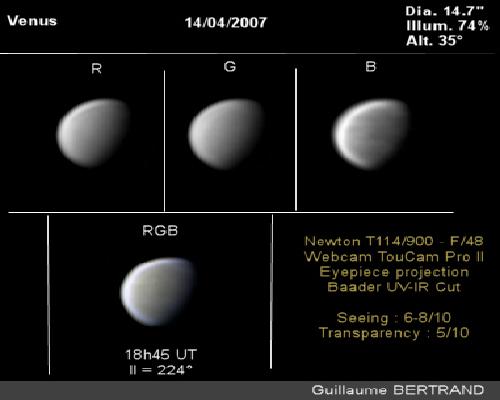 Venus
14/04/2007
Dia. 14.7"
Illum. 74%
Alt. 35°
R
G
B
RGB
18h45 UT
II = 224°
Newton T114/900 - F/48
Webcam TouCam Pro II
Eyepiece projection
Baader UV-IR Cut
Seeing : 6-8/10
Transparency : 5/10
Guillaume BERTRAND